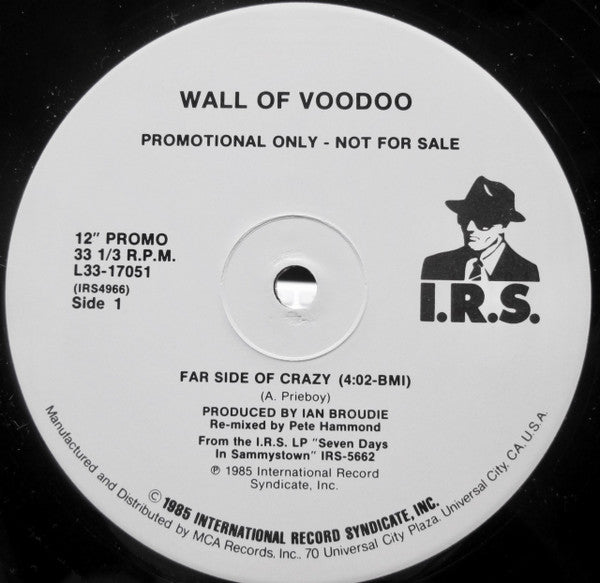 WALL OF VOODOO
PROMOTIONAL ONLY - NOT FOR SALE
12" PROMO
33 1/3 R.P.M.
L33-17051
(IRS4966)
Side 1
I.R.S.
FAR SIDE OF CRAZY (4:02-BMI)
(A. Prieboy)
PRODUCED BY IAN BROUDIE
Re-mixed by Pete Hammond
From the I.R.S. LP "Seven Days
In Sammystown" IRS-5662
℗ 1985 International Record
Syndicate, Inc.
© 1985 INTERNATIONAL RECORD SYNDICATE, INC.
Manufactured and Distributed by MCA Records, Inc., 70 Universal City Plaza, Universal City, CA. U.S.A.